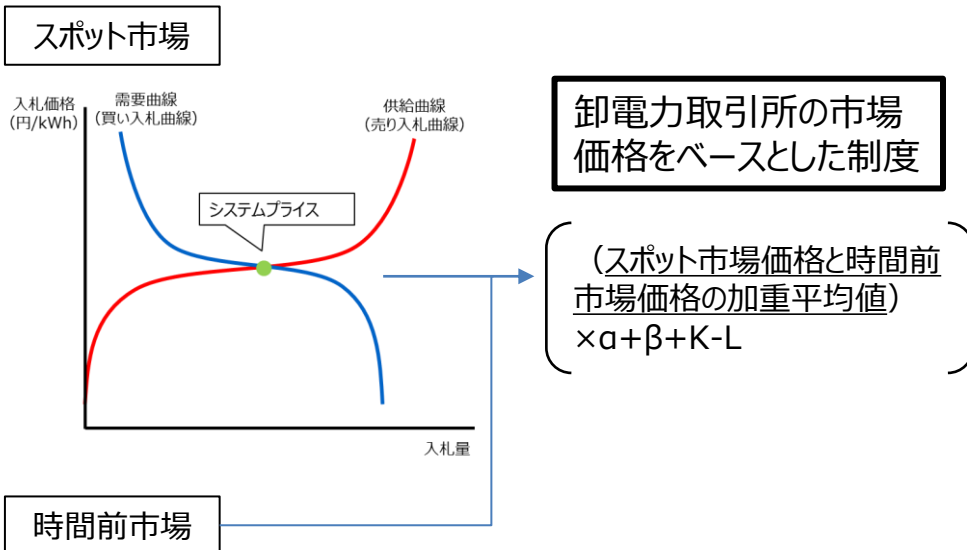 スポット市場
入札価格
(円/kWh)
需要曲線
(買い入札曲線)
供給曲線
(売り入札曲線)
システムプライス
入札量
時間前市場
卸電力取引所の市場
価格をベースとした制度
(スポット市場価格と時間前
市場価格の加重平均値)
×α+β+K-L